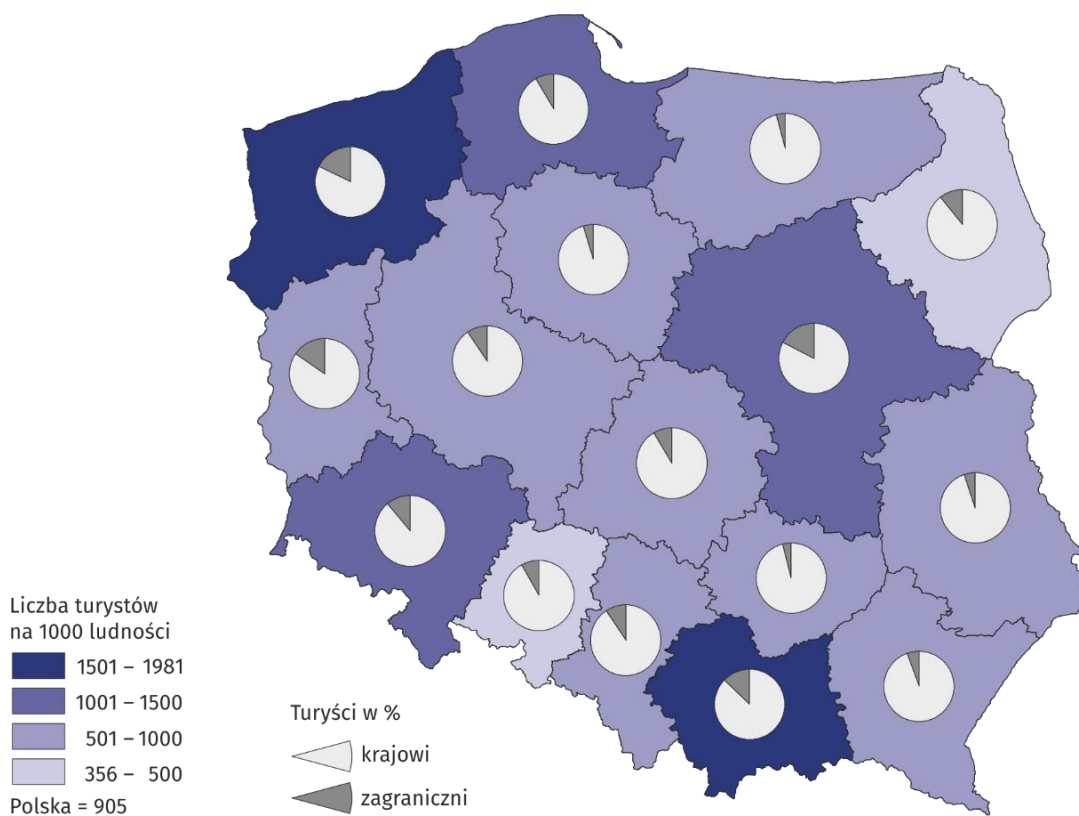 Liczba turystów
na 1000 ludności
1501 – 1981
1001 – 1500
501 – 1000
356 – 500
Polska = 905
Turyści w %
krajowi
zagraniczni